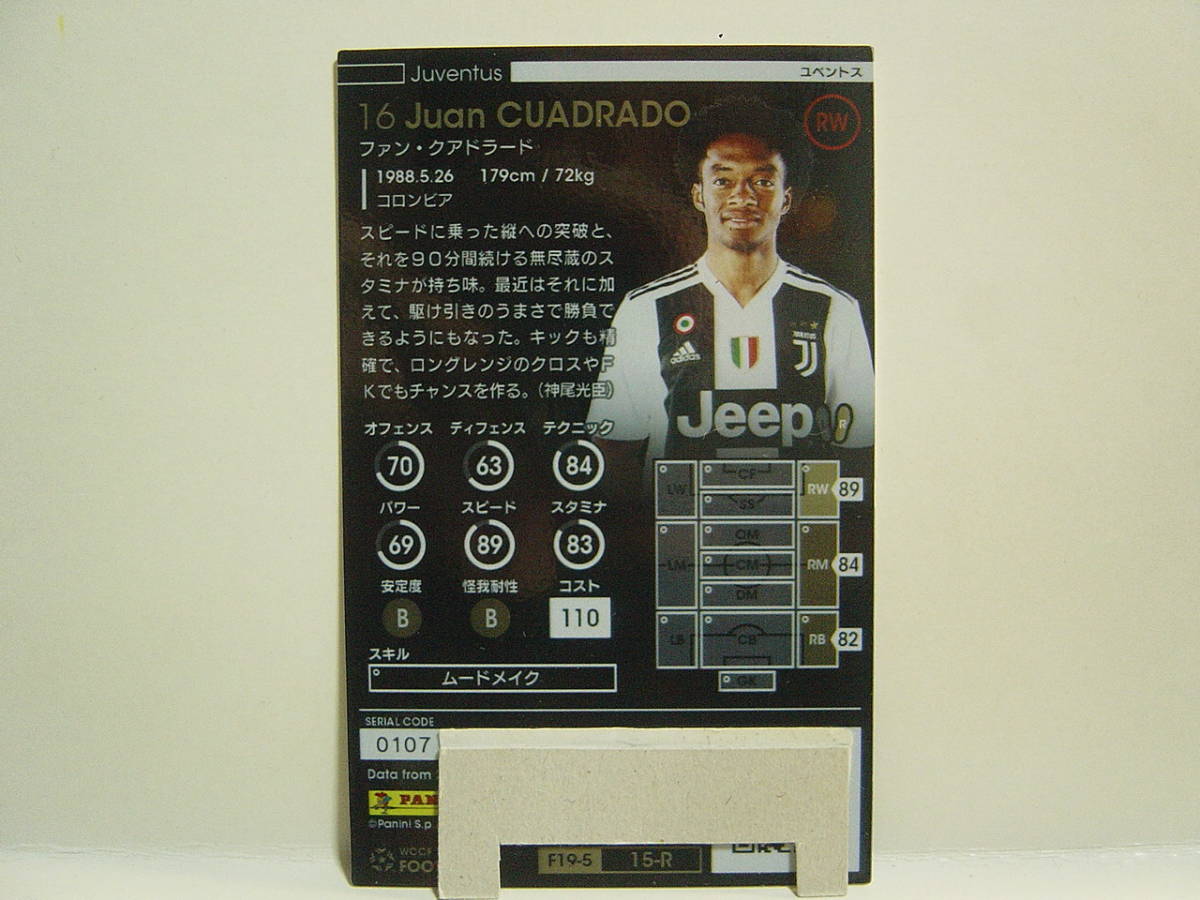 Juventus
ユベントス
16 Juan CUADRADO
RW
ファン・クアドラード
1988.5.26 179cm / 72kg
コロンビア
スピードに乗った縦への突破と、
それを９０分間続ける無尽蔵のス
タミナが持ち味。最近はそれに加
えて、駆け引きのうまさで勝負で
きるようにもなった。キックも精
確で、ロングレンジのクロスやＦ
Ｋでもチャンスを作る。（神尾光臣）
adidas
JUVENTUS
Jeep
R
オフェンス ディフェンス テクニック
70 63 84
パワー スピード スタミナ
69 89 83
安定度 怪我耐性 コスト
B B 110
スキル
ムードメイク
CF
LW RW 89
SS
OM
LM CM RM 84
DM
LB CB RB 82
GK
SERIAL CODE
0107
Data from
PAN
©Panini S.p
WCCF
FOO
F19-5 15-R